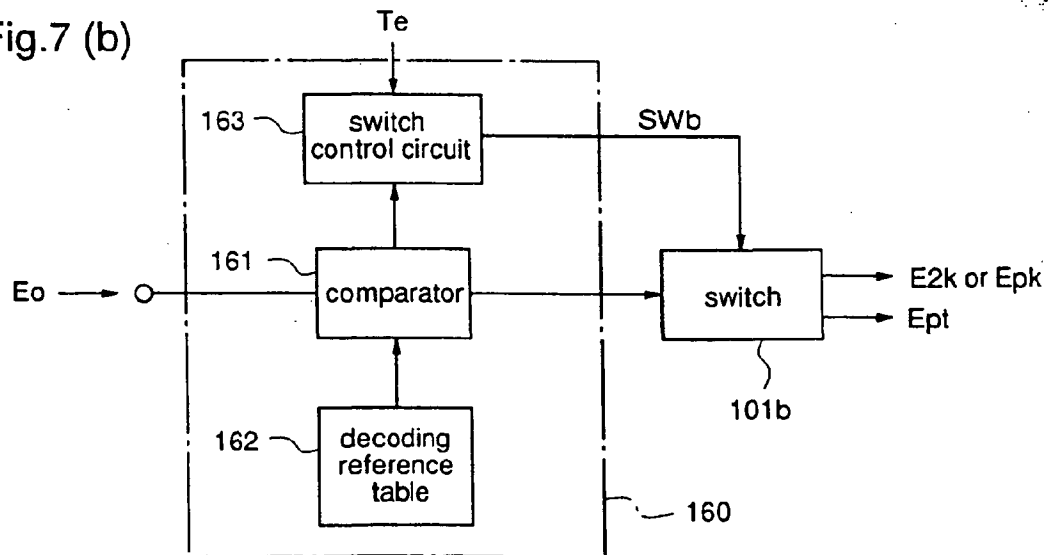 Fig.7 (b)
Te
163
switch
control circuit
SWb
161
Eo
comparator
switch
E2k or Epk
Ept
101b
162
decoding
reference
table
160